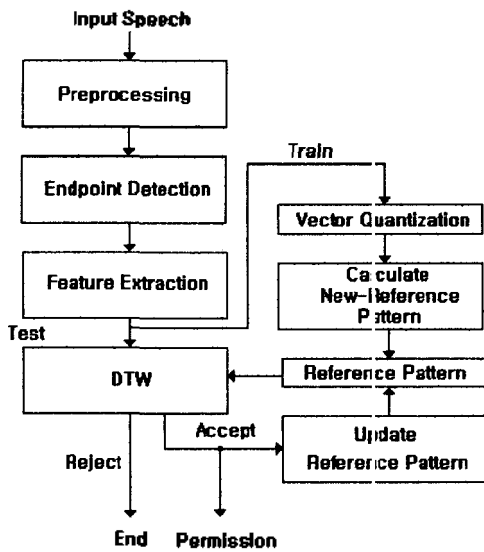 Input Speech
Preprocessing
Endpoint Detection
Feature Extraction
Train
Vector Quantization
Calculate
New-Reference
Pattern
Test
DTW
Reference Pattern
Accept
Reject
Update
Reference Pattern
End
Permission